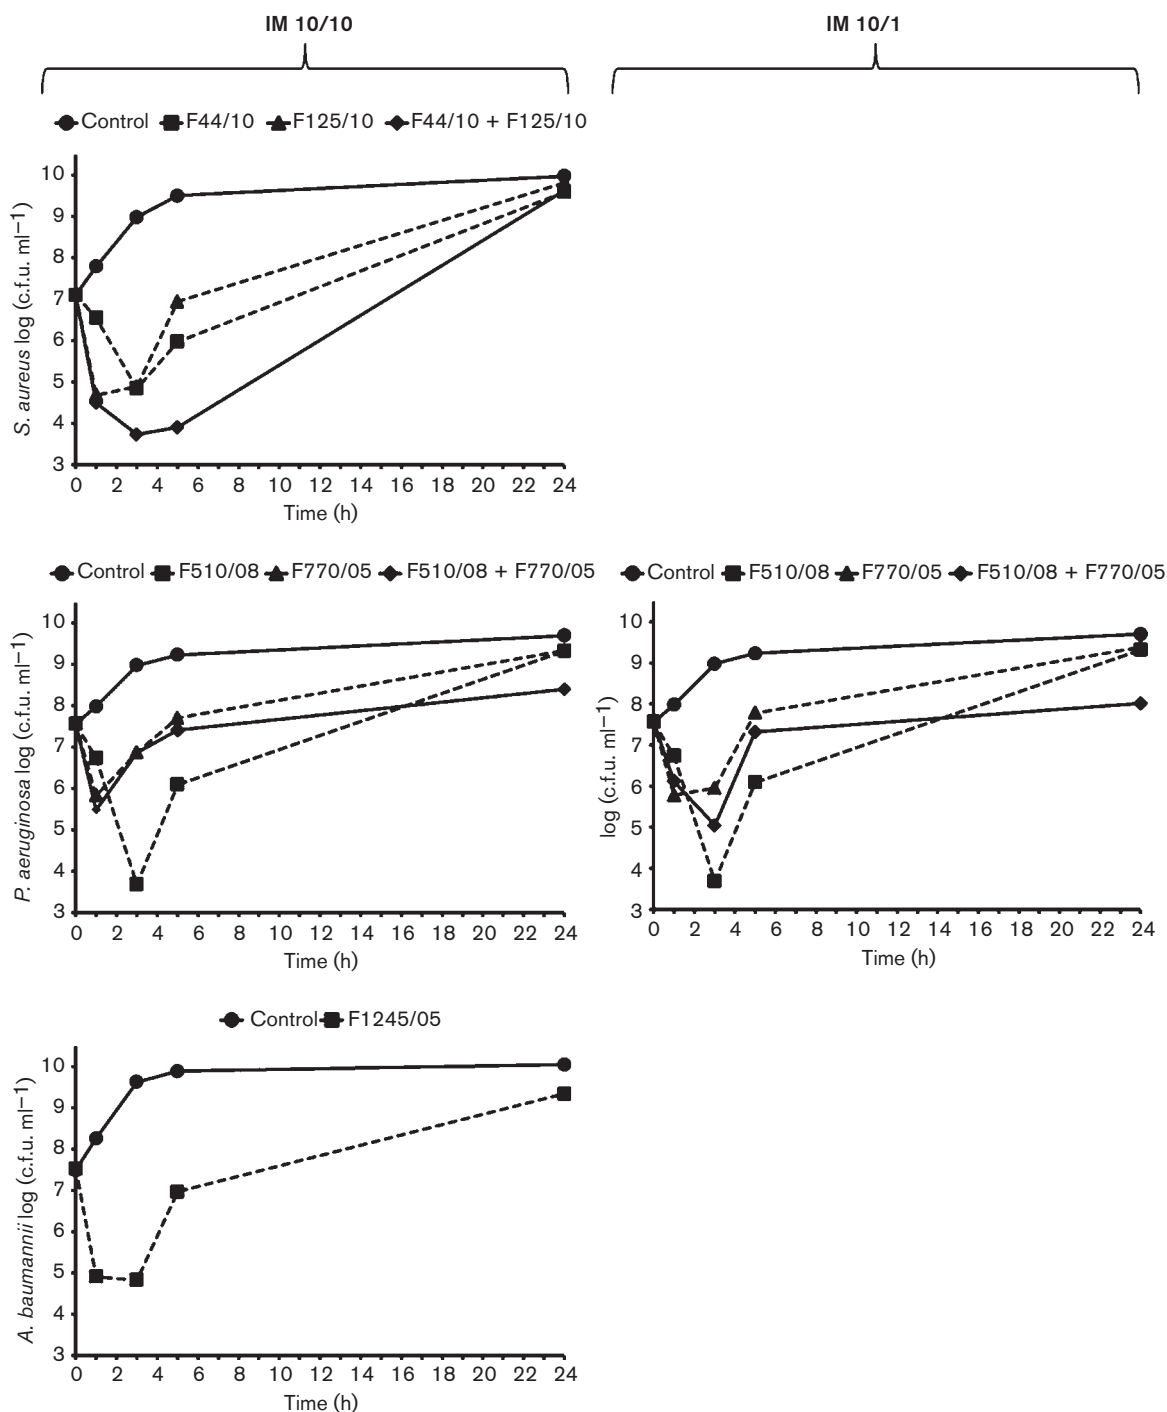 IM 10/10
IM 10/1
Control F44/10 F125/10 F44/10 + F125/10
S. aureus log (c.f.u. ml−1)
10
9
8
7
6
5
4
3
0 2 4 6 8 10 12 14 16 18 20 22 24
Time (h)
Control F510/08 F770/05 F510/08 + F770/05
P. aeruginosa log (c.f.u. ml−1)
10
9
8
7
6
5
4
3
0 2 4 6 8 10 12 14 16 18 20 22 24
Time (h)
Control F510/08 F770/05 F510/08 + F770/05
log (c.f.u. ml−1)
10
9
8
7
6
5
4
3
0 2 4 6 8 10 12 14 16 18 20 22 24
Time (h)
Control F1245/05
A. baumannii log (c.f.u. ml−1)
10
9
8
7
6
5
4
3
0 2 4 6 8 10 12 14 16 18 20 22 24
Time (h)